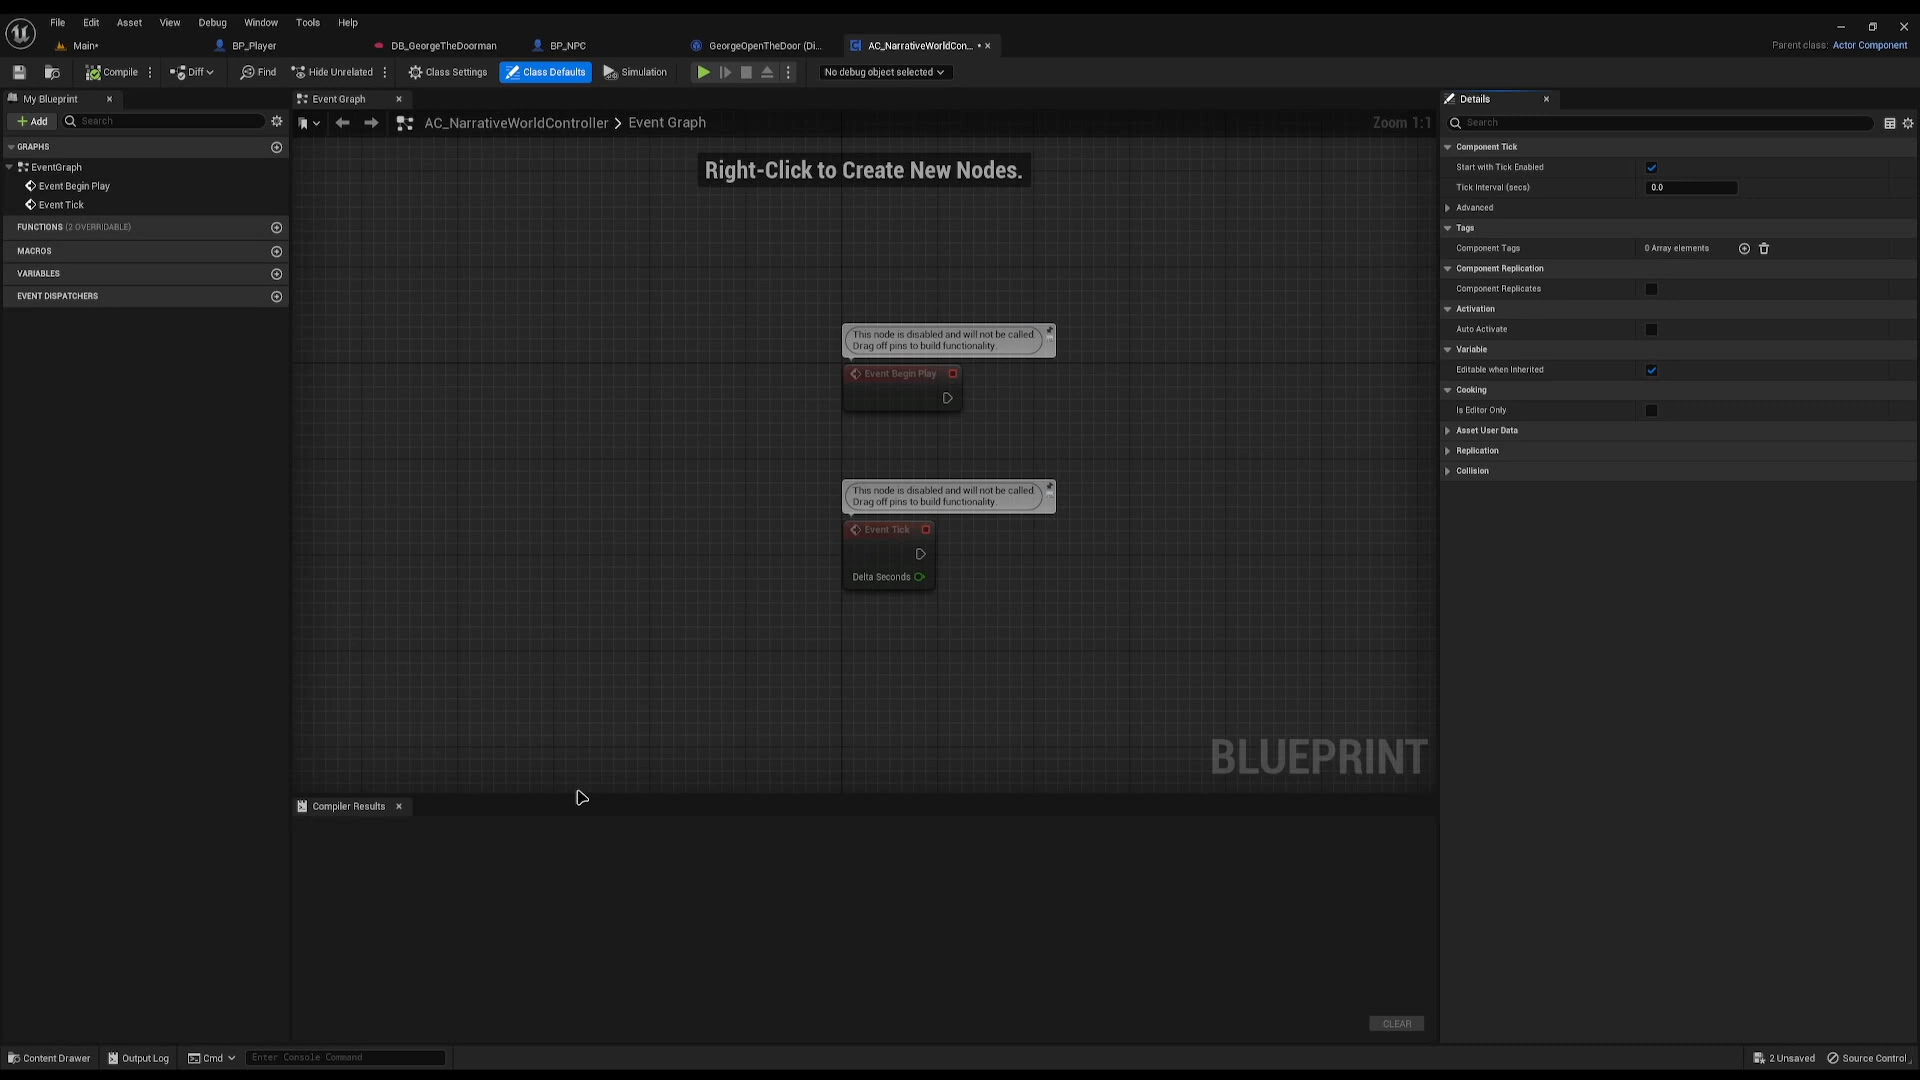 File Edit Asset View Debug Window Tools Help
Main*
BP_Player
DB_GeorgeTheDoorman
BP_NPC
GeorgeOpenTheDoor (Di...
AC_NarrativeWorldCon... *
Parent class: Actor Component
Compile
Diff
Find
Hide Unrelated
Class Settings
Class Defaults
Simulation
No debug object selected
My Blueprint
Add
Search
GRAPHS
EventGraph
Event Begin Play
Event Tick
FUNCTIONS (2 OVERRIDABLE)
MACROS
VARIABLES
EVENT DISPATCHERS
Event Graph
AC_NarrativeWorldController > Event Graph
Zoom 1:1
Right-Click to Create New Nodes.
This node is disabled and will not be called.
Drag off pins to build functionality.
Event Begin Play
This node is disabled and will not be called.
Drag off pins to build functionality.
Event Tick
Delta Seconds
BLUEPRINT
Compiler Results
CLEAR
Details
Search
Component Tick
Start with Tick Enabled
Tick Interval (secs) 0.0
Advanced
Tags
Component Tags 0 Array elements
Component Replication
Component Replicates
Activation
Auto Activate
Variable
Editable when Inherited
Cooking
Is Editor Only
Asset User Data
Replication
Collision
Content Drawer
Output Log
Cmd
Enter Console Command
2 Unsaved
Source Control